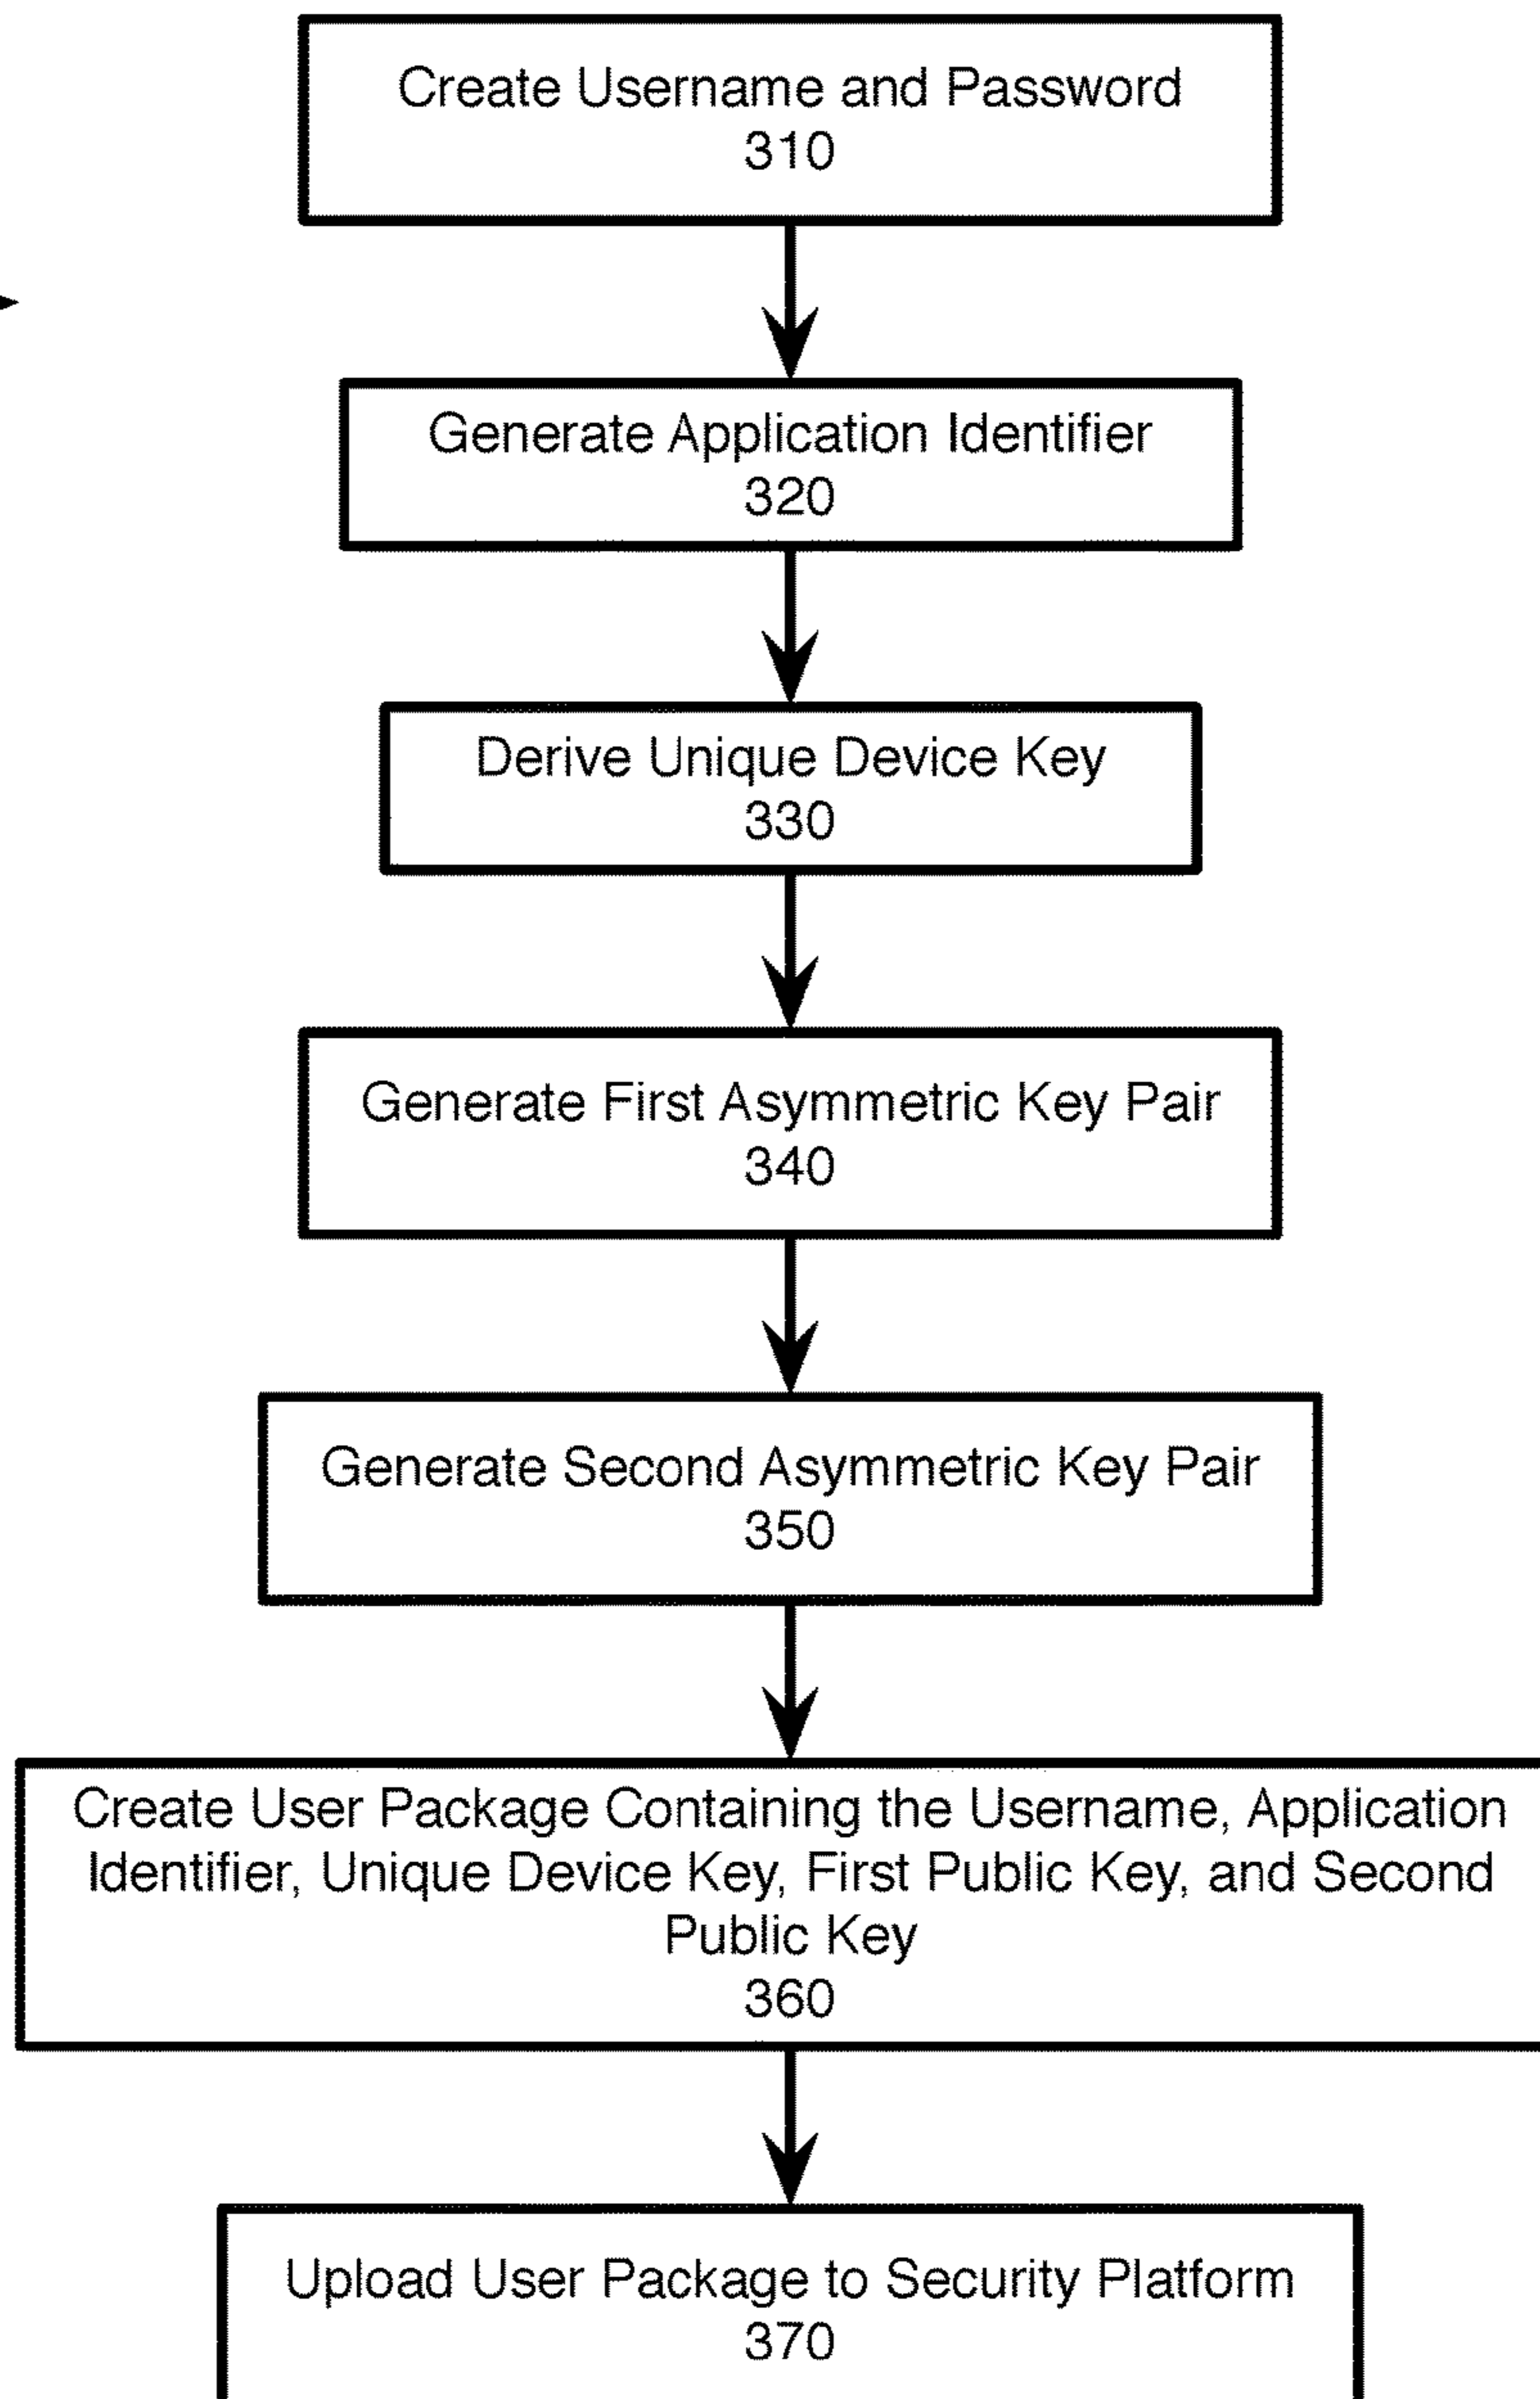 Create Username and Password
310
Generate Application Identifier
320
Derive Unique Device Key
330
Generate First Asymmetric Key Pair
340
Generate Second Asymmetric Key Pair
350
Create User Package Containing the Username, Application
Identifier, Unique Device Key, First Public Key, and Second
Public Key
360
Upload User Package to Security Platform
370